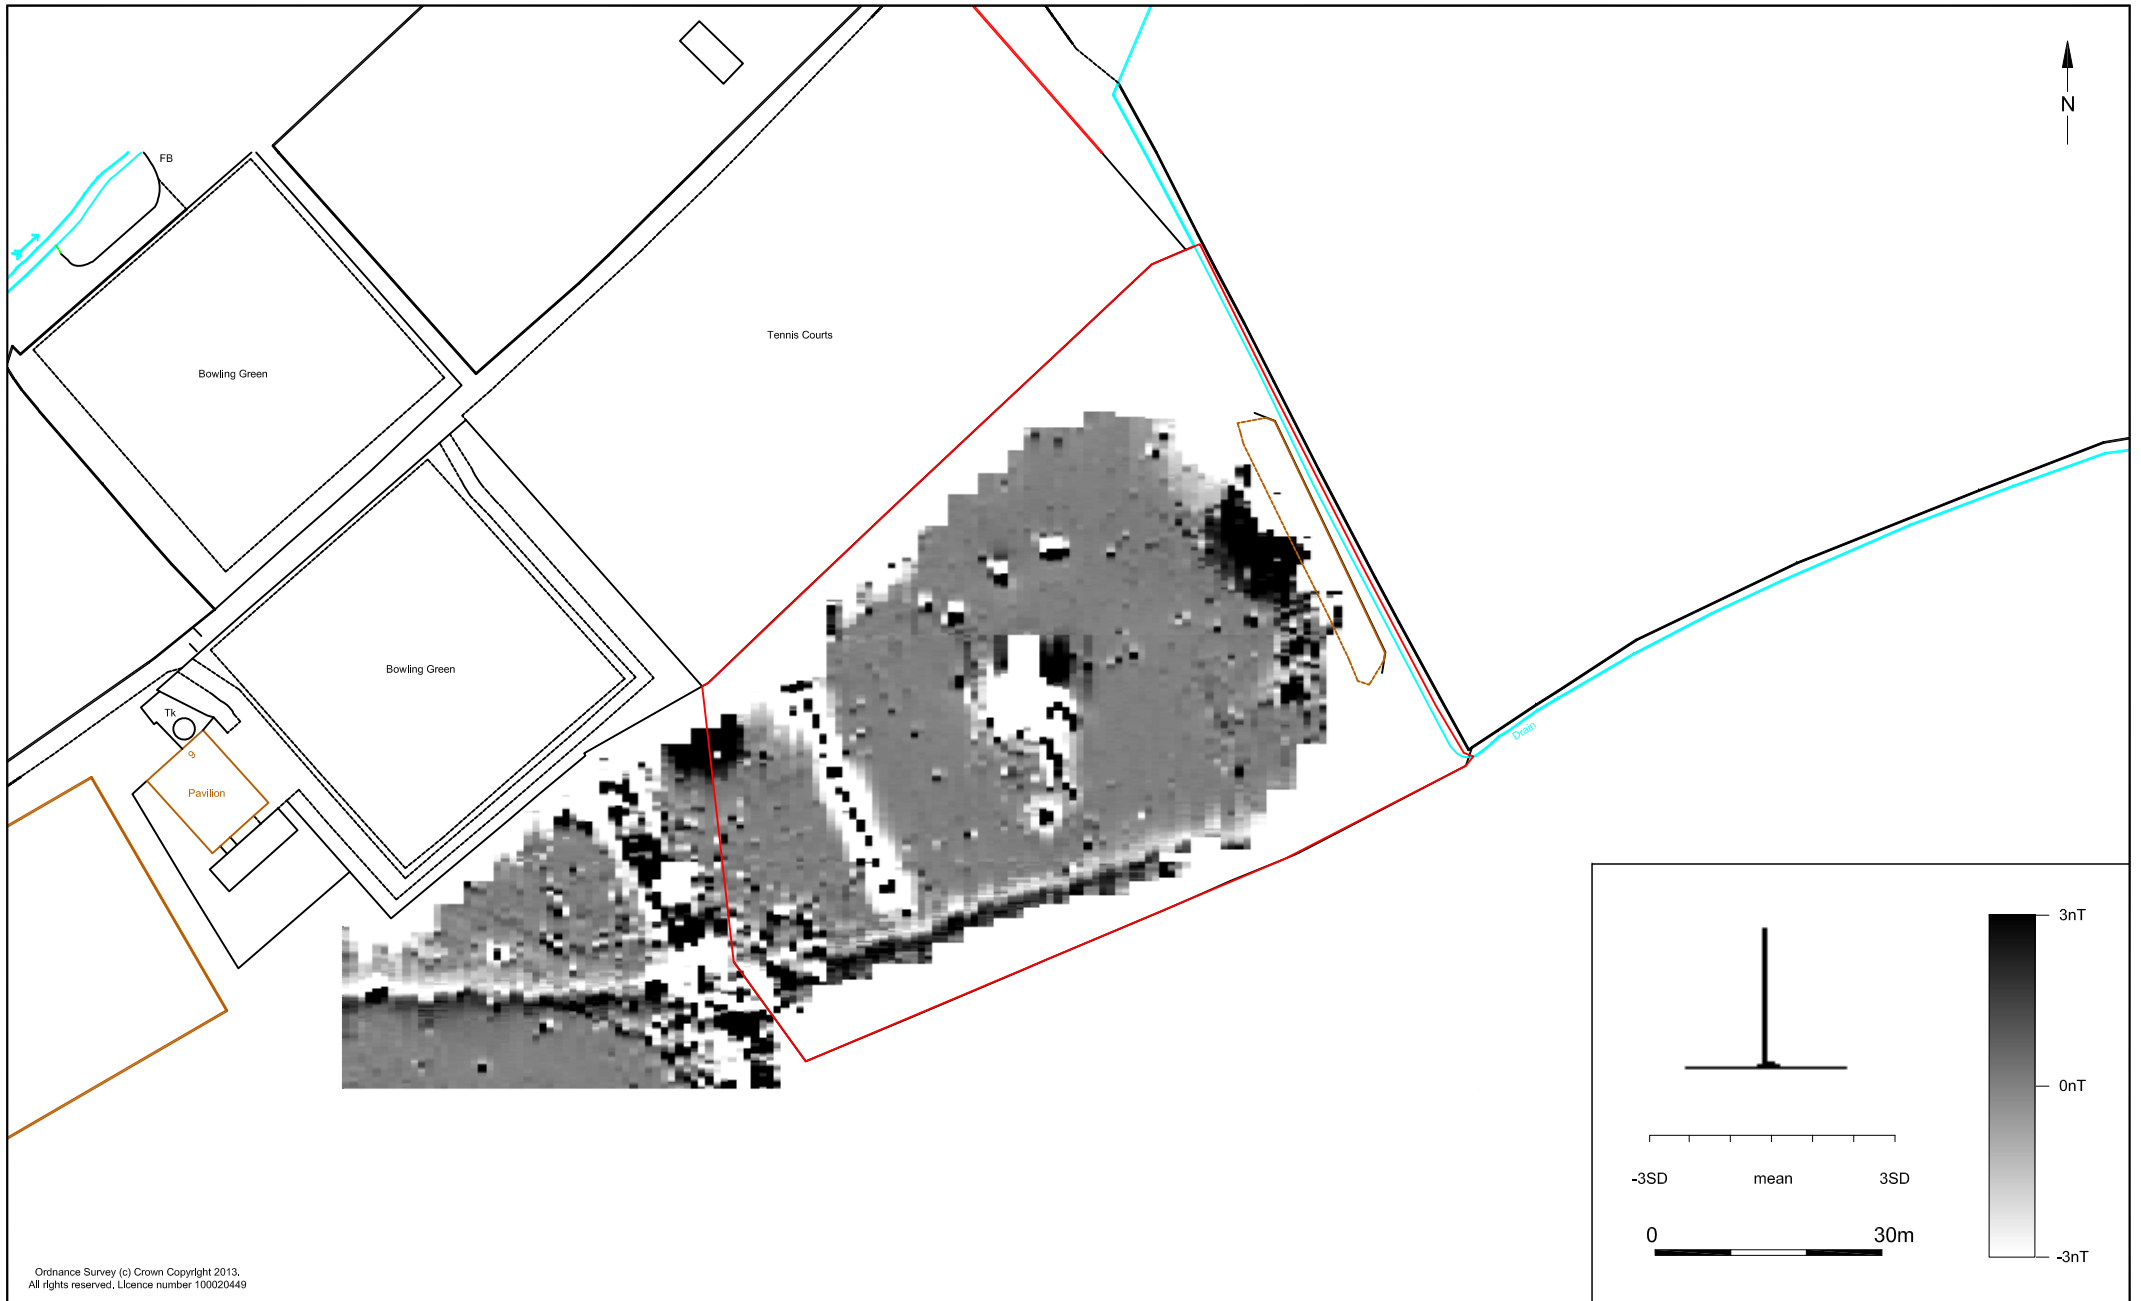 N
FB
Tennis Courts
Bowling Green
Bowling Green
Tk
9
Pavilion
Drain
3nT
0nT
-3nT
-3SD
mean
3SD
0
30m
Ordnance Survey (c) Crown Copyright 2013.
All rights reserved. Licence number 100020449